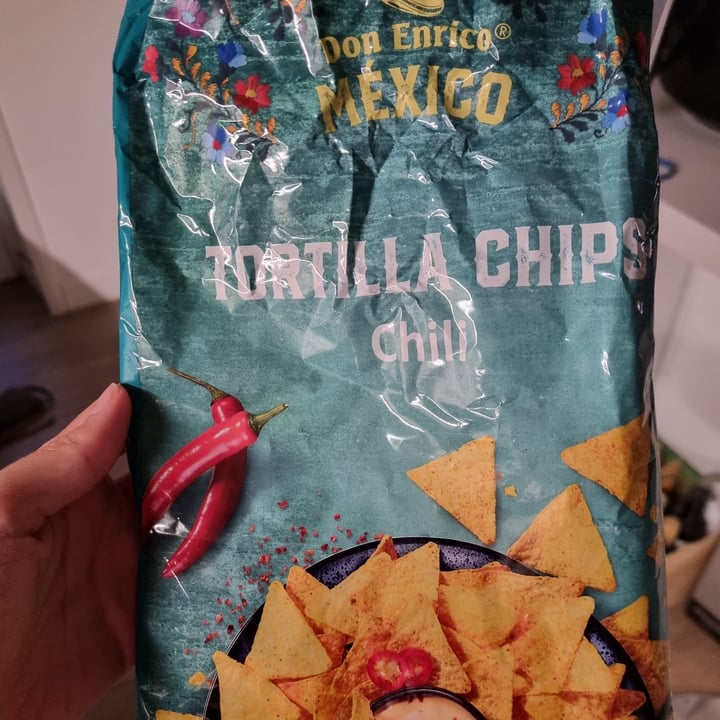 Don Enrico®
MÉXICO
TORTILLA CHIPS
Chili